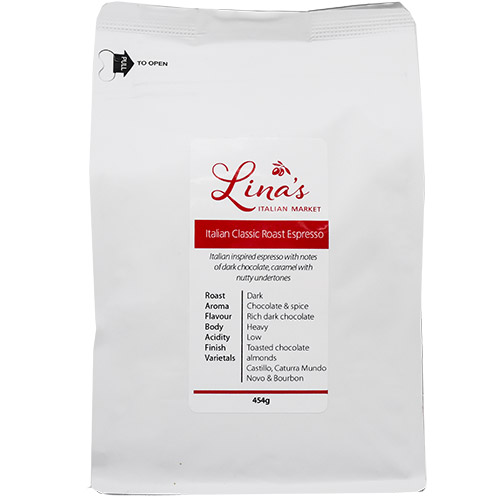 PULL
TO OPEN
Lina's
ITALIAN MARKET
Italian Classic Roast Espresso
Italian inspired espresso with notes
of dark chocolate, caramel with
nutty undertones
Roast Dark
Aroma Chocolate & spice
Flavour Rich dark chocolate
Body Heavy
Acidity Low
Finish Toasted chocolate
Varietals almonds
Castillo, Caturra Mundo
Novo & Bourbon
454g